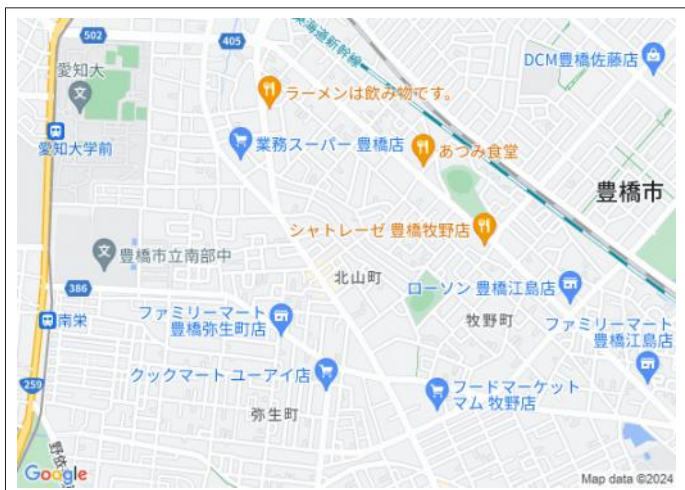 502
405
東海道新幹線
愛知大
DCM豊橋佐藤店
ラーメンは飲み物です。
愛知大学前
業務スーパー 豊橋店
あつみ食堂
豊橋市
シャトレーゼ 豊橋牧野店
豊橋市立南部中
北山町
386
ローソン 豊橋江島店
ファミリーマート
豊橋弥生町店
南栄
牧野町
ファミリーマート
豊橋江島店
クックマート ユーアイ店
259
フードマーケット
マム 牧野店
弥生町
野依
Google
Map data ©2024